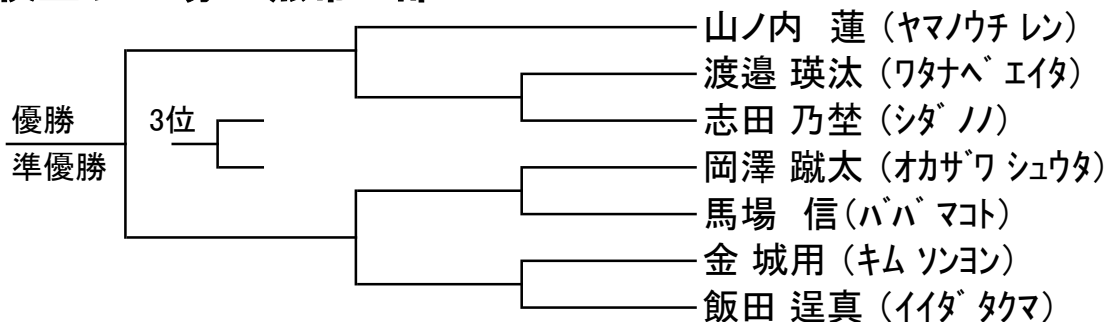 山ノ内 蓮 (ヤマノウチ レン)
渡邉 瑛汰 (ワタナベ エイタ)
優勝 3位 志田 乃埜 (シダ ノノ)
準優勝 岡澤 蹴太 (オカザワ シュウタ)
馬場 信(ババ マコト)
金 城用 (キム ソンヨン)
飯田 逞真 (イイダ タクマ)